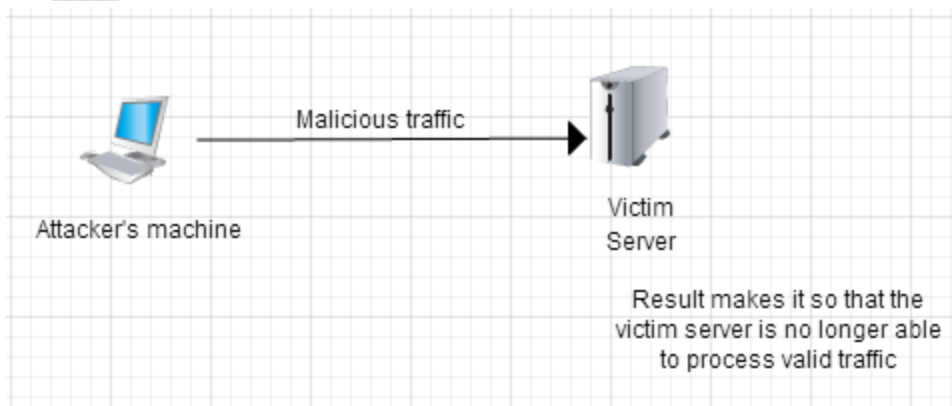 Malicious traffic
Attacker's machine
Victim
Server
Result makes it so that the
victim server is no longer able
to process valid traffic